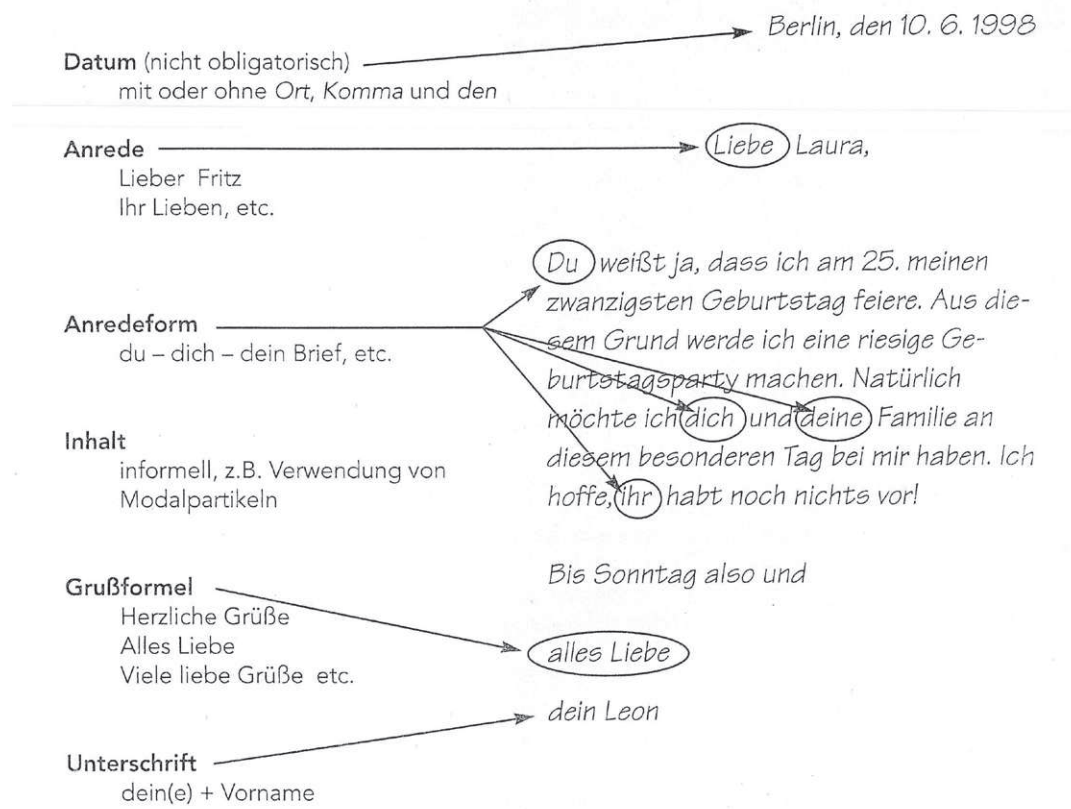 Berlin, den 10. 6. 1998
Datum (nicht obligatorisch)
mit oder ohne Ort, Komma und den
Anrede
Liebe Laura,
Lieber Fritz
Ihr Lieben, etc.
Du weißt ja, dass ich am 25. meinen
zwanzigsten Geburtstag feiere. Aus die-
Anredeform
sem Grund werde ich eine riesige Ge-
du – dich – dein Brief, etc.
burtstagsparty machen. Natürlich
möchte ich dich und deine Familie an
Inhalt
diesem besonderen Tag bei mir haben. Ich
informell, z.B. Verwendung von
hoffe, ihr habt noch nichts vor!
Modalpartikeln
Bis Sonntag also und
Grußformel
Herzliche Grüße
Alles Liebe
alles Liebe
Viele liebe Grüße etc.
dein Leon
Unterschrift
dein(e) + Vorname